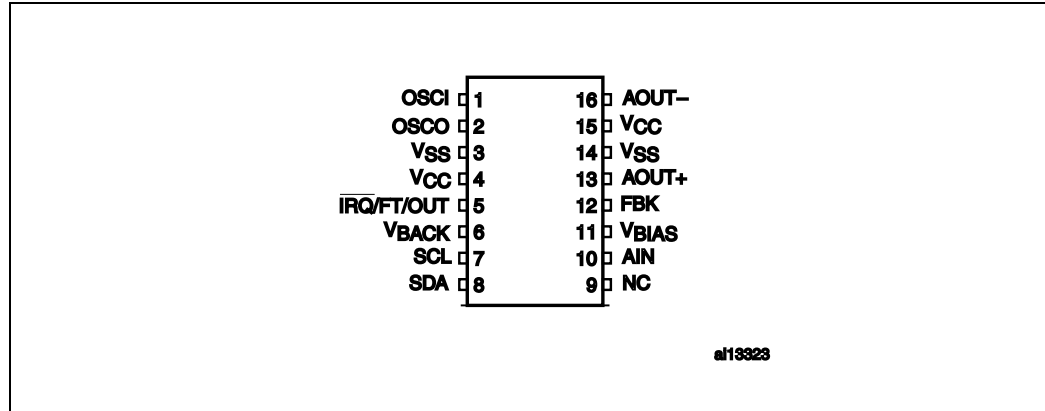 OSCI 1 16 AOUT–
OSCO 2 15 VCC
VSS 3 14 VSS
VCC 4 13 AOUT+
IRQ/FT/OUT 5 12 FBK
VBACK 6 11 VBIAS
SCL 7 10 AIN
SDA 8 9 NC
ai13323